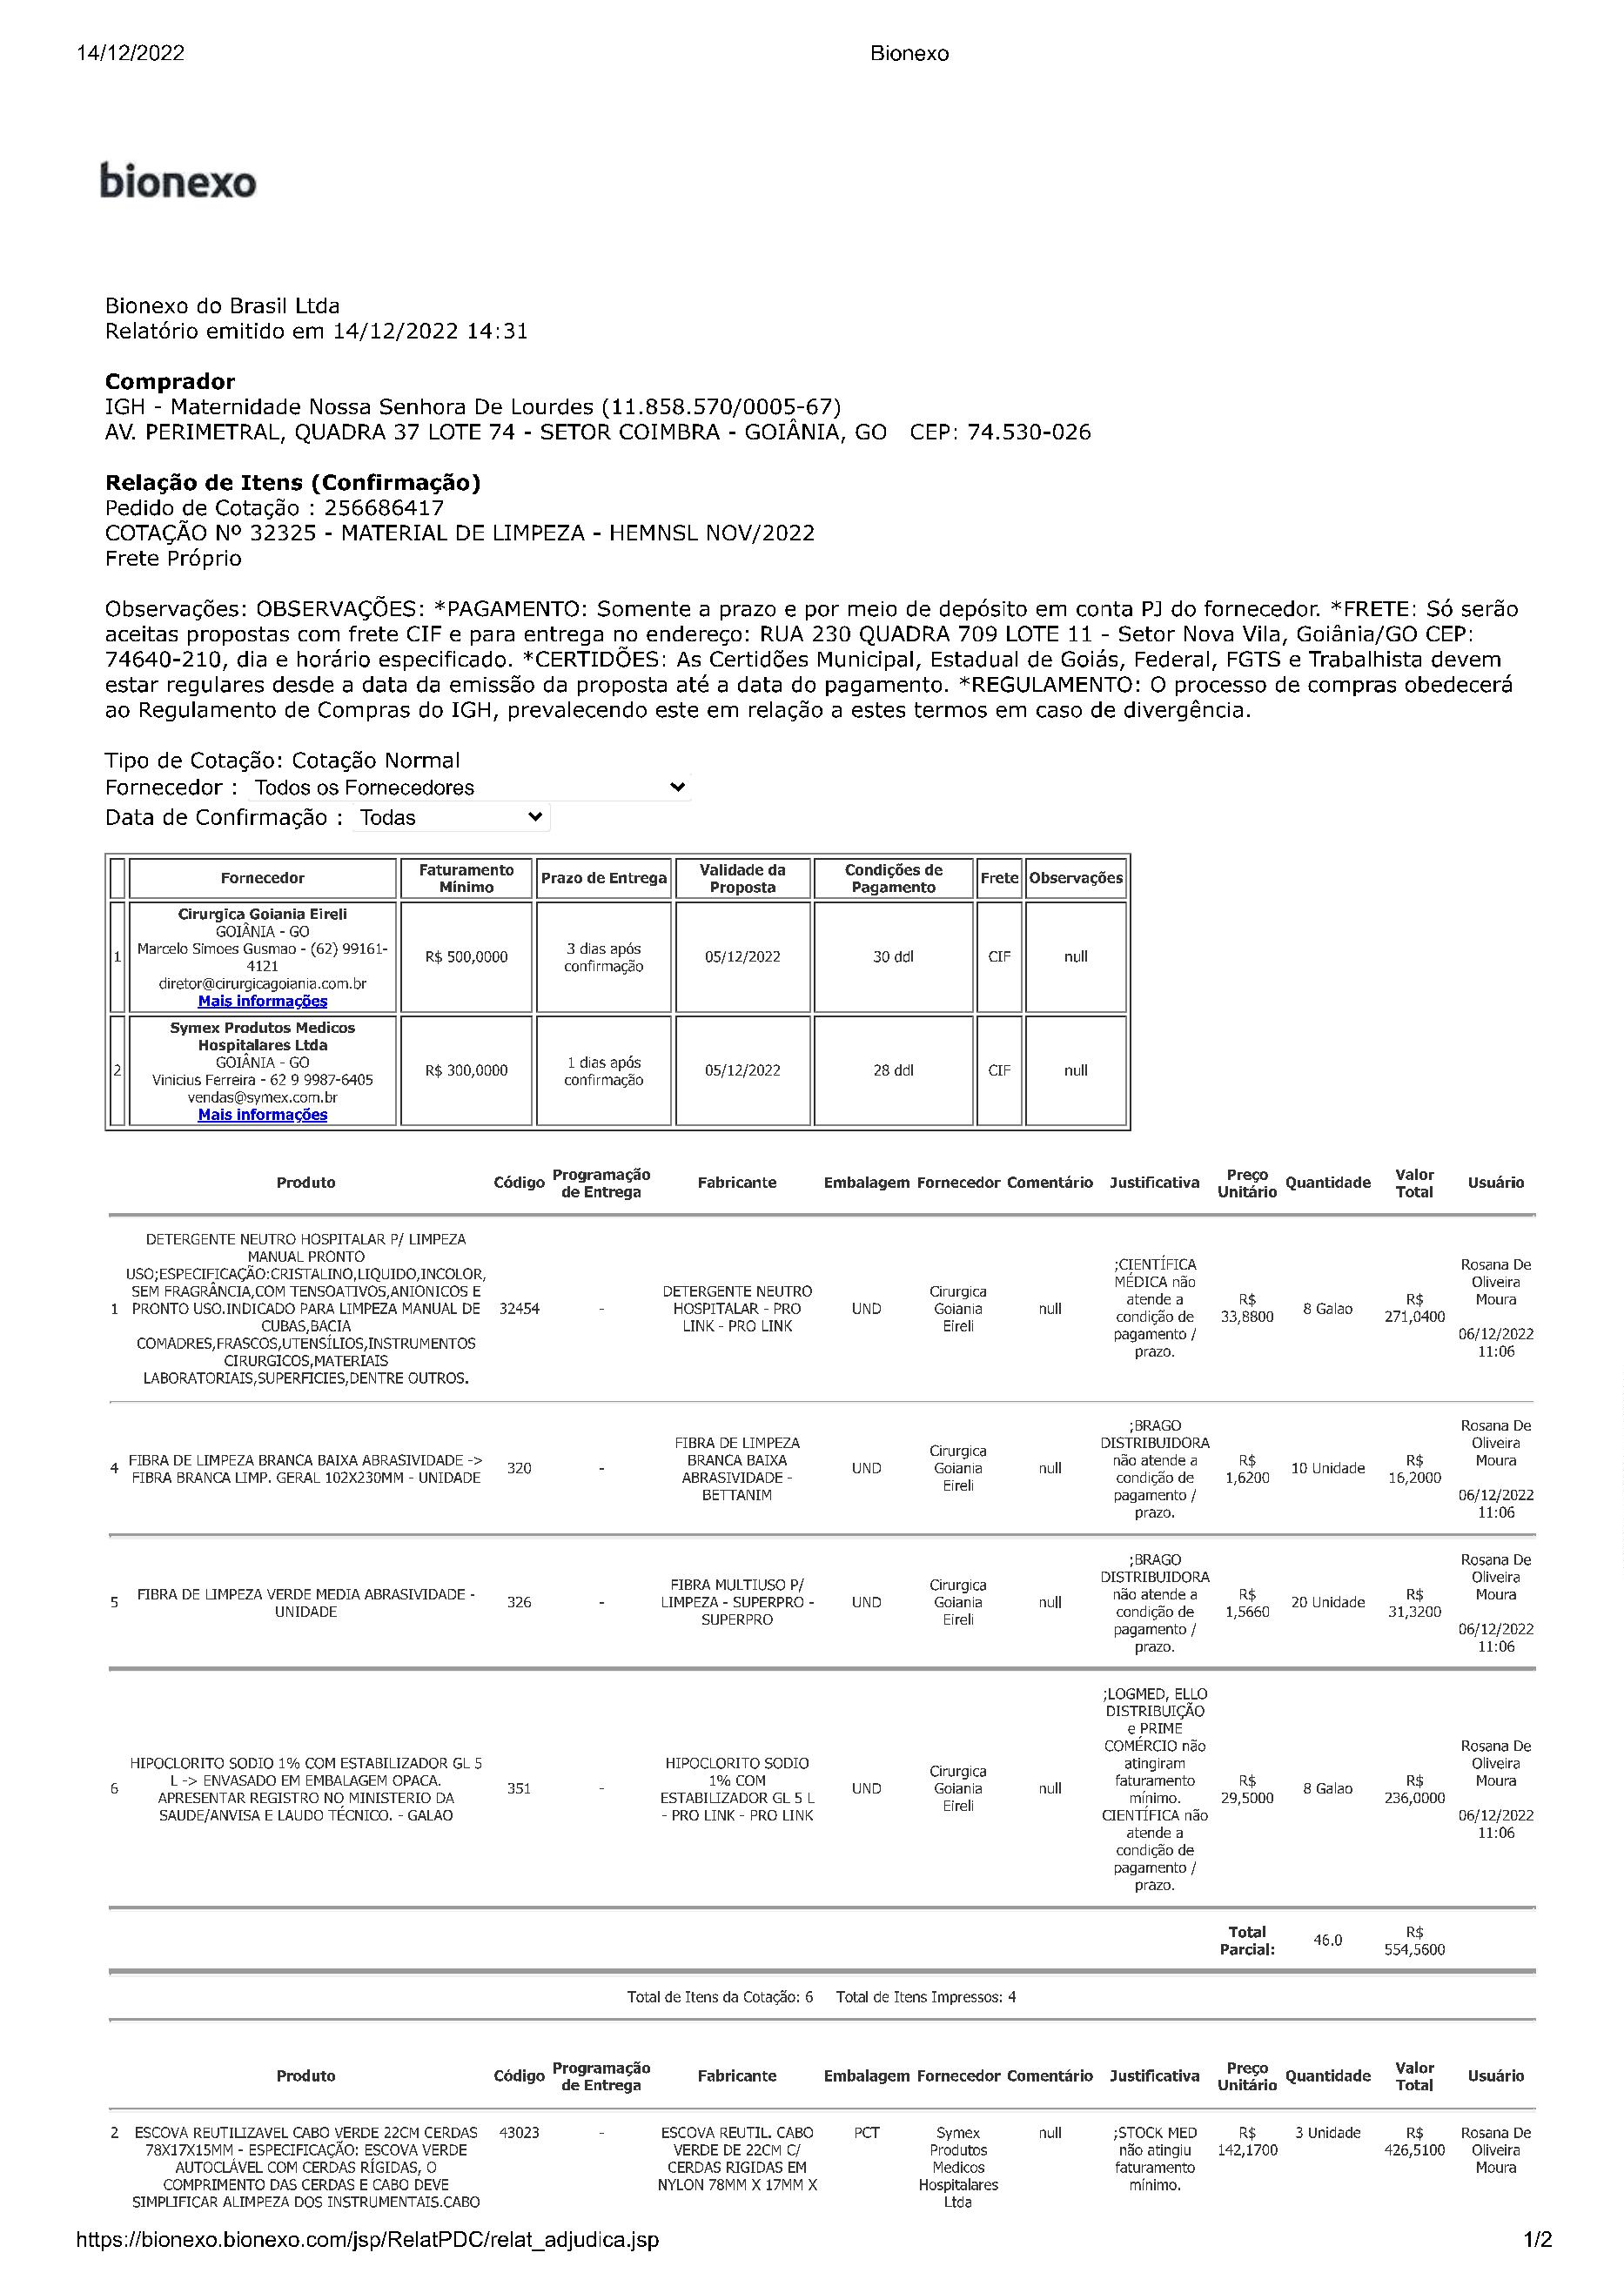 14/12/2022
Bionexo
bionexo
Bionexo do Brasil Ltda
Relatório emitido em 14/12/2022 14:31
Comprador
IGH - Maternidade Nossa Senhora De Lourdes (11.858.570/0005-67)
AV. PERIMETRAL, QUADRA 37 LOTE 74 - SETOR COIMBRA - GOIÂNIA, GO CEP: 74.530-026
Relação de Itens (Confirmação)
Pedido de Cotação : 256686417
COTAÇÃO Nº 32325 - MATERIAL DE LIMPEZA - HEMNSL NOV/2022
Frete Próprio
Observações: OBSERVAÇÕES: *PAGAMENTO: Somente a prazo e por meio de depósito em conta PJ do fornecedor. *FRETE: Só serão
aceitas propostas com frete CIF e para entrega no endereço: RUA 230 QUADRA 709 LOTE 11 - Setor Nova Vila, Goiânia/GO CEP:
74640-210, dia e horário especificado. *CERTIDÕES: As Certidões Municipal, Estadual de Goiás, Federal, FGTS e Trabalhista devem
estar regulares desde a data da emissão da proposta até a data do pagamento. *REGULAMENTO: O processo de compras obedecerá
ao Regulamento de Compras do IGH, prevalecendo este em relação a estes termos em caso de divergência.
Tipo de Cotação: Cotação Normal
Fornecedor : Todos os Fornecedores
Data de Confirmação : Todas
Fornecedor
Faturamento
Mínimo
Prazo de Entrega
Validade da
Proposta
Condições de
Pagamento
Frete
Observações
1
Cirurgica Goiania Eireli
GOIÂNIA - GO
Marcelo Simoes Gusmao - (62) 99161-
4121
diretor@cirurgicagoiania.com.br
Mais informações
R$ 500,0000
3 dias após
confirmação
05/12/2022
30 ddl
CIF
null
2
Symex Produtos Medicos
Hospitalares Ltda
GOIÂNIA - GO
Vinicius Ferreira - 62 9 9987-6405
vendas@symex.com.br
Mais informações
R$ 300,0000
1 dias após
confirmação
05/12/2022
28 ddl
CIF
null
Produto
Código
Programação
de Entrega
Fabricante
Embalagem
Fornecedor
Comentário
Justificativa
Preço
Unitário
Quantidade
Valor
Total
Usuário
1
DETERGENTE NEUTRO HOSPITALAR P/ LIMPEZA
MANUAL PRONTO
USO;ESPECIFICAÇÃO:CRISTALINO,LIQUIDO,INCOLOR,
SEM FRAGRÂNCIA,COM TENSOATIVOS,ANIONICOS E
PRONTO USO.INDICADO PARA LIMPEZA MANUAL DE
CUBAS,BACIA
COMADRES,FRASCOS,UTENSÍLIOS,INSTRUMENTOS
CIRURGICOS,MATERIAIS
LABORATORIAIS,SUPERFICIES,DENTRE OUTROS.
32454
-
DETERGENTE NEUTRO
HOSPITALAR - PRO
LINK - PRO LINK
UND
Cirurgica
Goiania
Eireli
null
;CIENTÍFICA
MÉDICA não
atende a
condição de
pagamento /
prazo.
R$
33,8800
8 Galao
R$
271,0400
Rosana De
Oliveira
Moura
06/12/2022
11:06
4
FIBRA DE LIMPEZA BRANCA BAIXA ABRASIVIDADE ->
FIBRA BRANCA LIMP. GERAL 102X230MM - UNIDADE
320
-
FIBRA DE LIMPEZA
BRANCA BAIXA
ABRASIVIDADE -
BETTANIM
UND
Cirurgica
Goiania
Eireli
null
;BRAGO
DISTRIBUIDORA
não atende a
condição de
pagamento /
prazo.
R$
1,6200
10 Unidade
R$
16,2000
Rosana De
Oliveira
Moura
06/12/2022
11:06
5
FIBRA DE LIMPEZA VERDE MEDIA ABRASIVIDADE -
UNIDADE
326
-
FIBRA MULTIUSO P/
LIMPEZA - SUPERPRO -
SUPERPRO
UND
Cirurgica
Goiania
Eireli
null
;BRAGO
DISTRIBUIDORA
não atende a
condição de
pagamento /
prazo.
R$
1,5660
20 Unidade
R$
31,3200
Rosana De
Oliveira
Moura
06/12/2022
11:06
6
HIPOCLORITO SODIO 1% COM ESTABILIZADOR GL 5
L -> ENVASADO EM EMBALAGEM OPACA.
APRESENTAR REGISTRO NO MINISTERIO DA
SAUDE/ANVISA E LAUDO TÉCNICO. - GALAO
351
-
HIPOCLORITO SODIO
1% COM
ESTABILIZADOR GL 5 L
- PRO LINK - PRO LINK
UND
Cirurgica
Goiania
Eireli
null
;LOGMED, ELLO
DISTRIBUIÇÃO
e PRIME
COMÉRCIO não
atingiram
faturamento
mínimo.
CIENTÍFICA não
atende a
condição de
pagamento /
prazo.
R$
29,5000
8 Galao
R$
236,0000
Rosana De
Oliveira
Moura
06/12/2022
11:06
Total
Parcial:
46.0
R$
554,5600
Total de Itens da Cotação: 6 Total de Itens Impressos: 4
Produto
Código
Programação
de Entrega
Fabricante
Embalagem
Fornecedor
Comentário
Justificativa
Preço
Unitário
Quantidade
Valor
Total
Usuário
2
ESCOVA REUTILIZAVEL CABO VERDE 22CM CERDAS
78X17X15MM - ESPECIFICAÇÃO: ESCOVA VERDE
AUTOCLÁVEL COM CERDAS RÍGIDAS, O
COMPRIMENTO DAS CERDAS E CABO DEVE
SIMPLIFICAR ALIMPEZA DOS INSTRUMENTAIS.CABO
43023
-
ESCOVA REUTIL. CABO
VERDE DE 22CM C/
CERDAS RIGIDAS EM
NYLON 78MM X 17MM X
PCT
Symex
Produtos
Medicos
Hospitalares
Ltda
null
;STOCK MED
não atingiu
faturamento
mínimo.
R$
142,1700
3 Unidade
R$
426,5100
Rosana De
Oliveira
Moura
https://bionexo.bionexo.com/jsp/RelatPDC/relat_adjudica.jsp
1/2